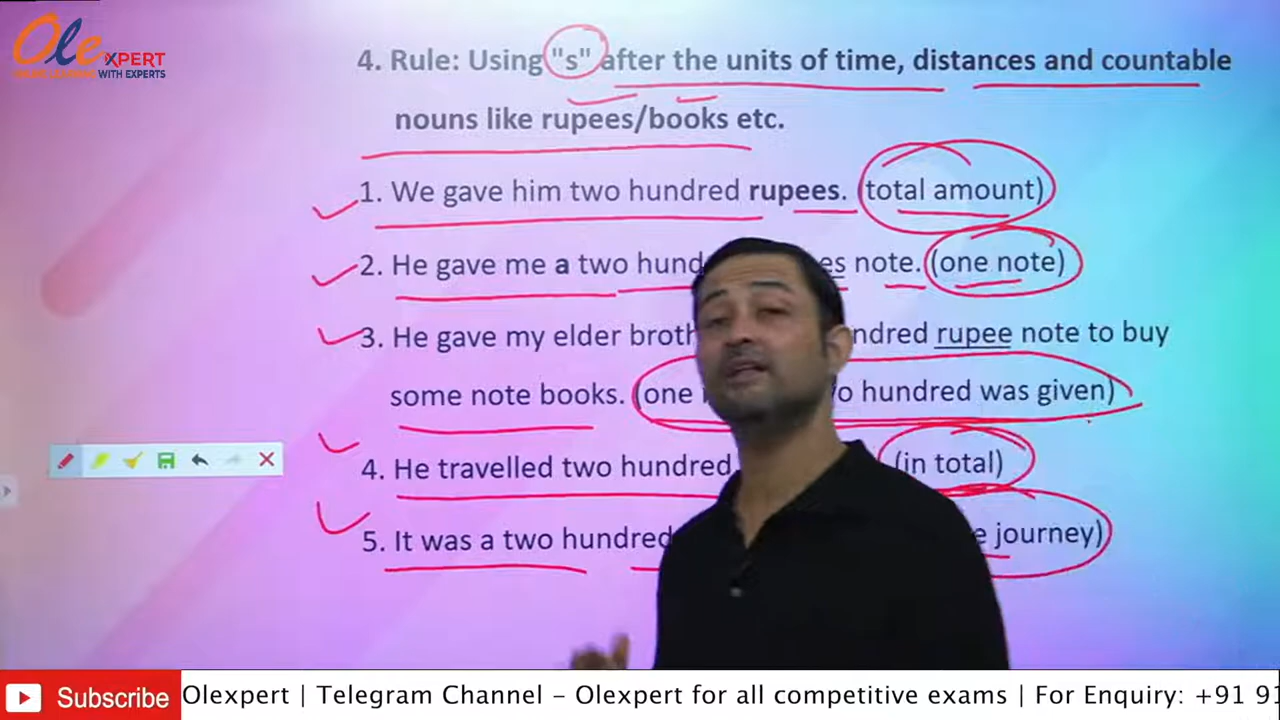 Olexpert
ONLINE LEARNING WITH EXPERTS
4. Rule: Using "s" after the units of time, distances and countable
nouns like rupees/books etc.
1. We gave him two hundred rupees. (total amount)
2. He gave me a two hund es note. (one note)
3. He gave my elder broth ndred rupee note to buy
some note books. (one o hundred was given)
4. He travelled two hundred (in total)
5. It was a two hundred e journey)
Subscribe
Olexpert | Telegram Channel – Olexpert for all competitive exams | For Enquiry: +91 91